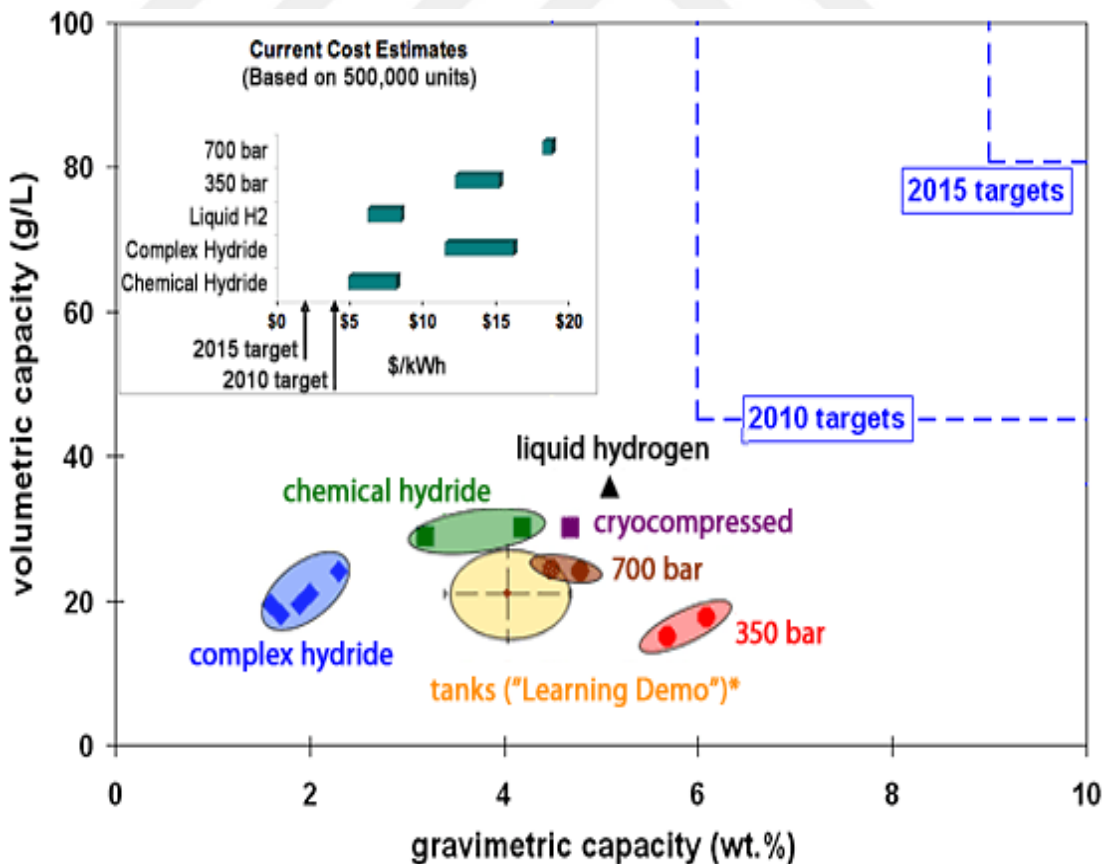 Current Cost Estimates
(Based on 500,000 units)
700 bar
350 bar
Liquid H2
Complex Hydride
Chemical Hydride
$0 $5 $10 $15 $20
2015 target
$/kWh
2010 target
volumetric capacity (g/L)
100
80
60
40
20
0
2015 targets
2010 targets
liquid hydrogen
chemical hydride
cryocompressed
700 bar
350 bar
complex hydride
tanks ("Learning Demo")*
0 2 4 6 8 10
gravimetric capacity (wt.%)